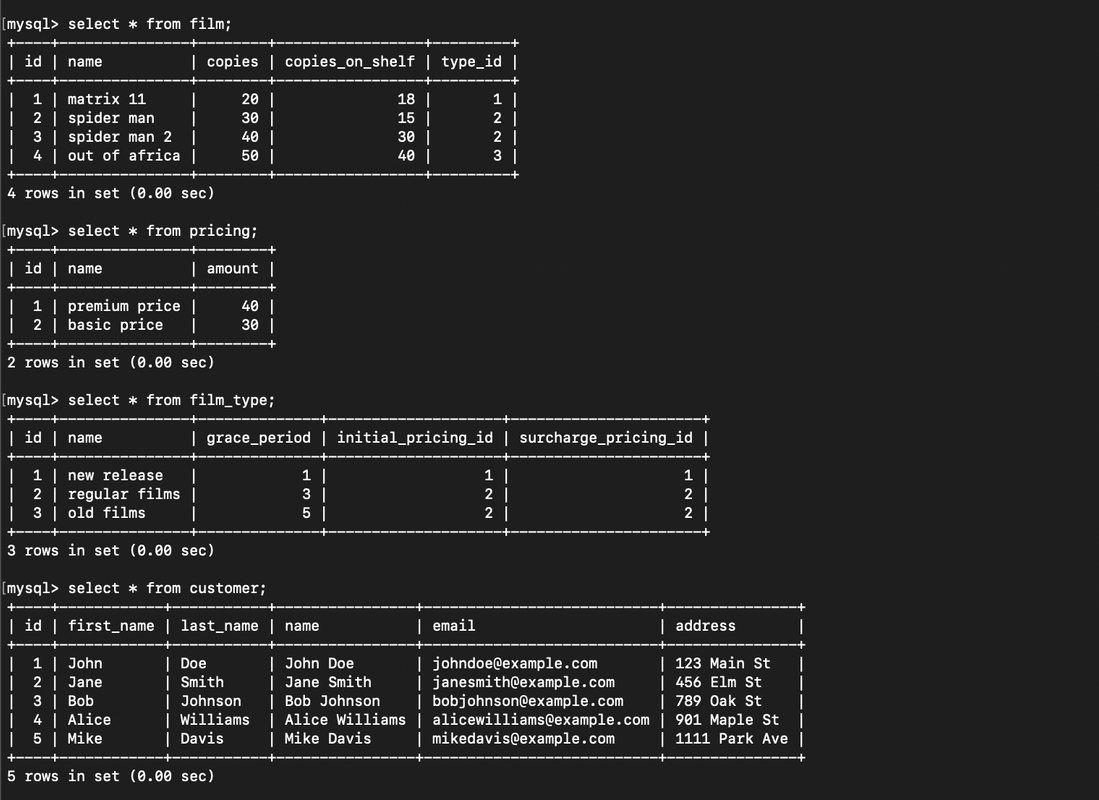 [mysql> select * from film;
+----+---------------+--------+-----------------+---------+
| id | name          | copies | copies_on_shelf | type_id |
+----+---------------+--------+-----------------+---------+
|  1 | matrix 11     |     20 |              18 |       1 |
|  2 | spider man    |     30 |              15 |       2 |
|  3 | spider man 2  |     40 |              30 |       2 |
|  4 | out of africa |     50 |              40 |       3 |
+----+---------------+--------+-----------------+---------+
4 rows in set (0.00 sec)

[mysql> select * from pricing;
+----+---------------+--------+
| id | name          | amount |
+----+---------------+--------+
|  1 | premium price |     40 |
|  2 | basic price   |     30 |
+----+---------------+--------+
2 rows in set (0.00 sec)

[mysql> select * from film_type;
+----+---------------+--------------+--------------------+----------------------+
| id | name          | grace_period | initial_pricing_id | surcharge_pricing_id |
+----+---------------+--------------+--------------------+----------------------+
|  1 | new release   |            1 |                  1 |                    1 |
|  2 | regular films |            3 |                  2 |                    2 |
|  3 | old films     |            5 |                  2 |                    2 |
+----+---------------+--------------+--------------------+----------------------+
3 rows in set (0.00 sec)

[mysql> select * from customer;
+----+------------+-----------+----------------+---------------------------+---------------+
| id | first_name | last_name | name           | email                     | address       |
+----+------------+-----------+----------------+---------------------------+---------------+
|  1 | John       | Doe       | John Doe       | johndoe@example.com       | 123 Main St   |
|  2 | Jane       | Smith     | Jane Smith     | janesmith@example.com     | 456 Elm St    |
|  3 | Bob        | Johnson   | Bob Johnson    | bobjohnson@example.com    | 789 Oak St    |
|  4 | Alice      | Williams  | Alice Williams | alicewilliams@example.com | 901 Maple St  |
|  5 | Mike       | Davis     | Mike Davis     | mikedavis@example.com     | 1111 Park Ave |
+----+------------+-----------+----------------+---------------------------+---------------+
5 rows in set (0.00 sec)